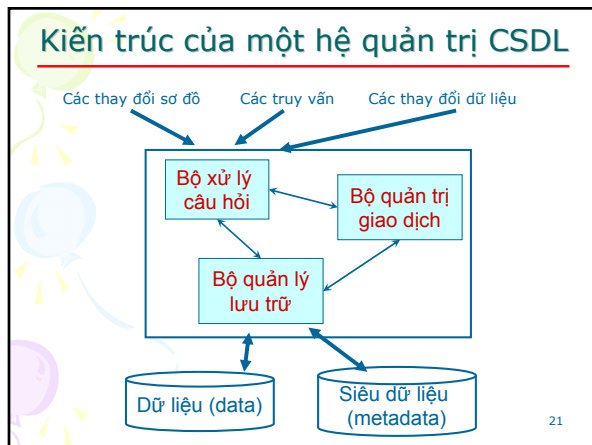 Kiến trúc của một hệ quản trị CSDL
Các thay đổi sơ đồ
Các truy vấn
Các thay đổi dữ liệu
Bộ xử lý
câu hỏi
Bộ quản trị
giao dịch
Bộ quản lý
lưu trữ
Dữ liệu (data)
Siêu dữ liệu
(metadata)
21